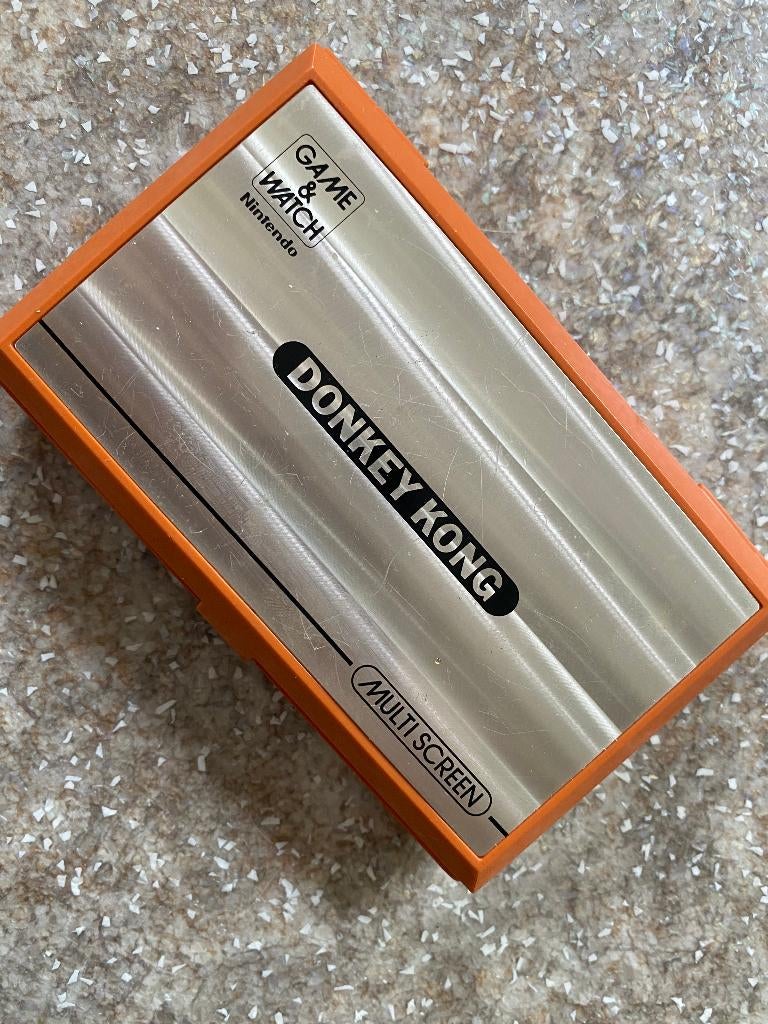 GAME
&
WATCH
Nintendo
DONKEY KONG
MULTI SCREEN